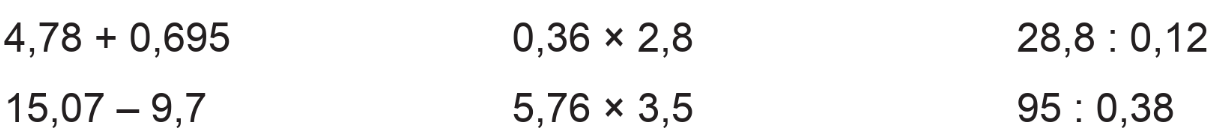 4,78 + 0,695 0,36 × 2,8 28,8 : 0,12
15,07 – 9,7 5,76 × 3,5 95 : 0,38